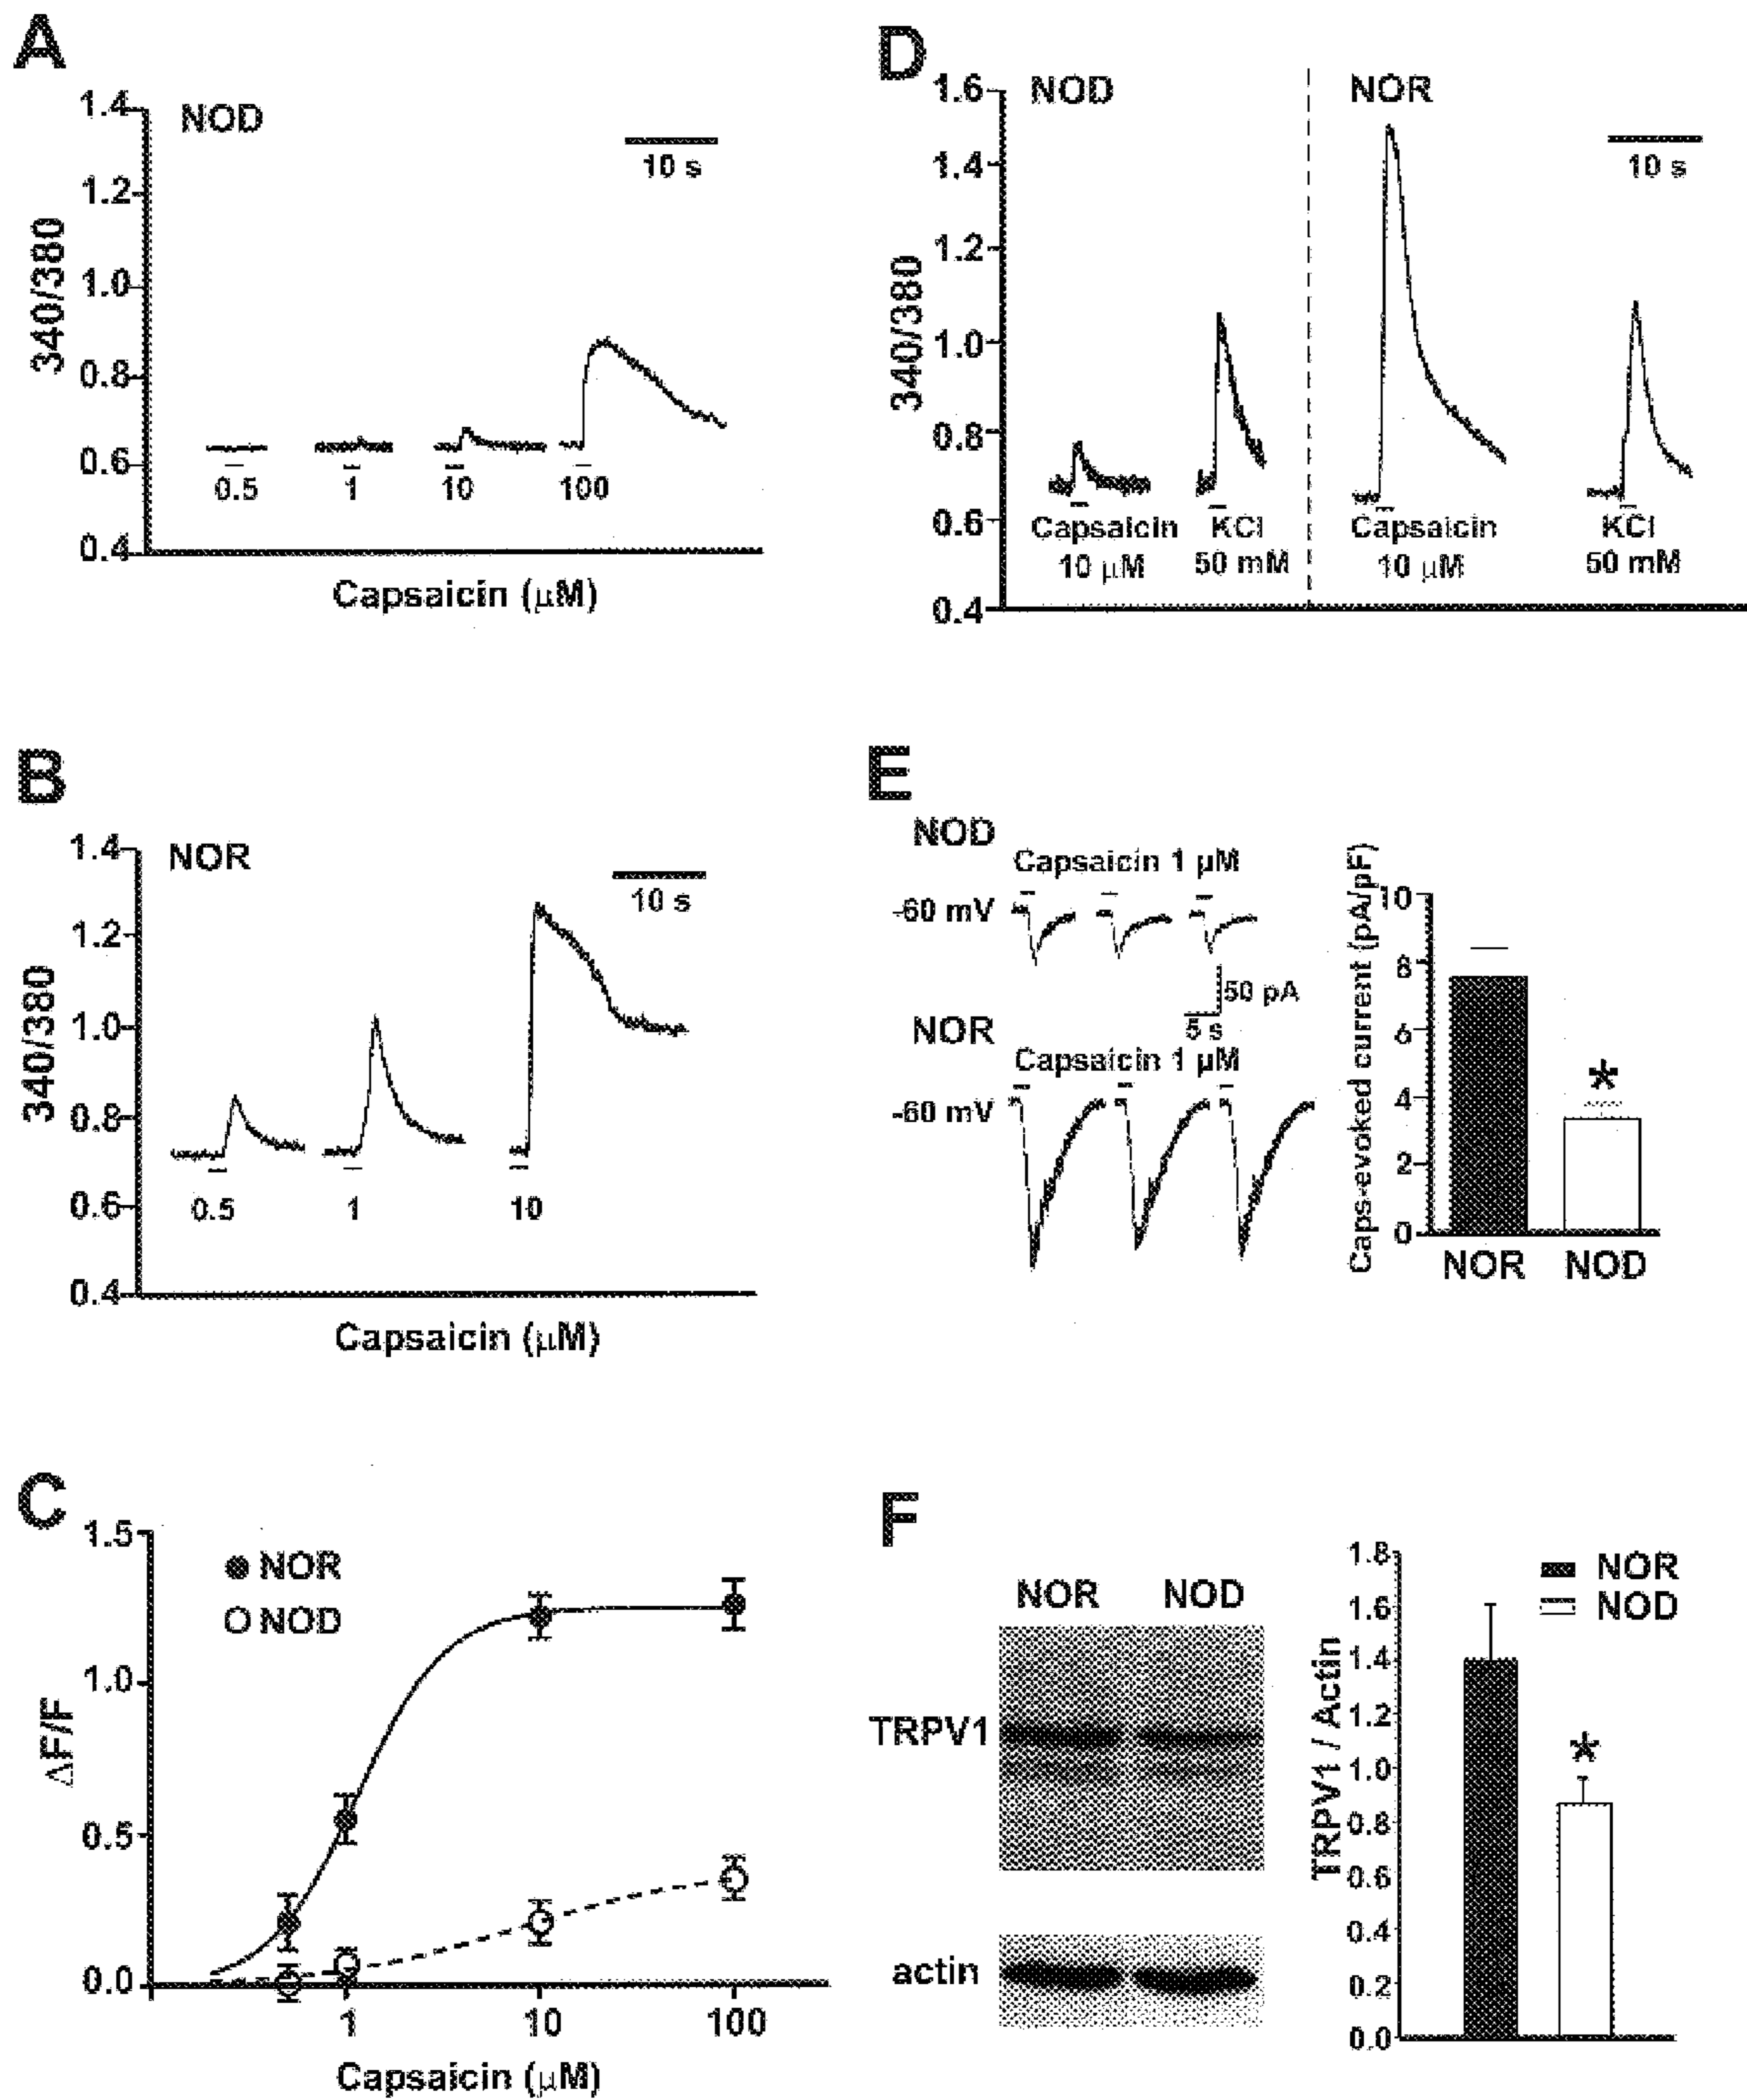 A
NOD
10 s
340/380
1.4
1.2
1.0
0.8
0.6
0.4
0.5 1 10 100
Capsaicin (μM)
B
NOR
10 s
340/380
1.4
1.2
1.0
0.8
0.6
0.4
0.5 1 10
Capsaicin (μM)
C
NOR
NOD
ΔF/F
1.5
1.0
0.5
0.0
1 10 100
Capsaicin (μM)
D
NOD NOR
10 s
340/380
1.6
1.4
1.2
1.0
0.8
0.6
0.4
Capsaicin KCl Capsaicin KCl
10 μM 50 mM 10 μM 50 mM
E
NOD
Capsaicin 1 μM
-60 mV
50 pA
5 s
NOR
Capsaicin 1 μM
-60 mV
Caps-evoked current (pA/pF)
10
8
6
4
2
0
*
NOR NOD
F
NOR NOD
TRPV1
actin
TRPV1 / Actin
1.8
1.6
1.4
1.2
1.0
0.8
0.6
0.4
0.2
0.0
NOR
NOD
*